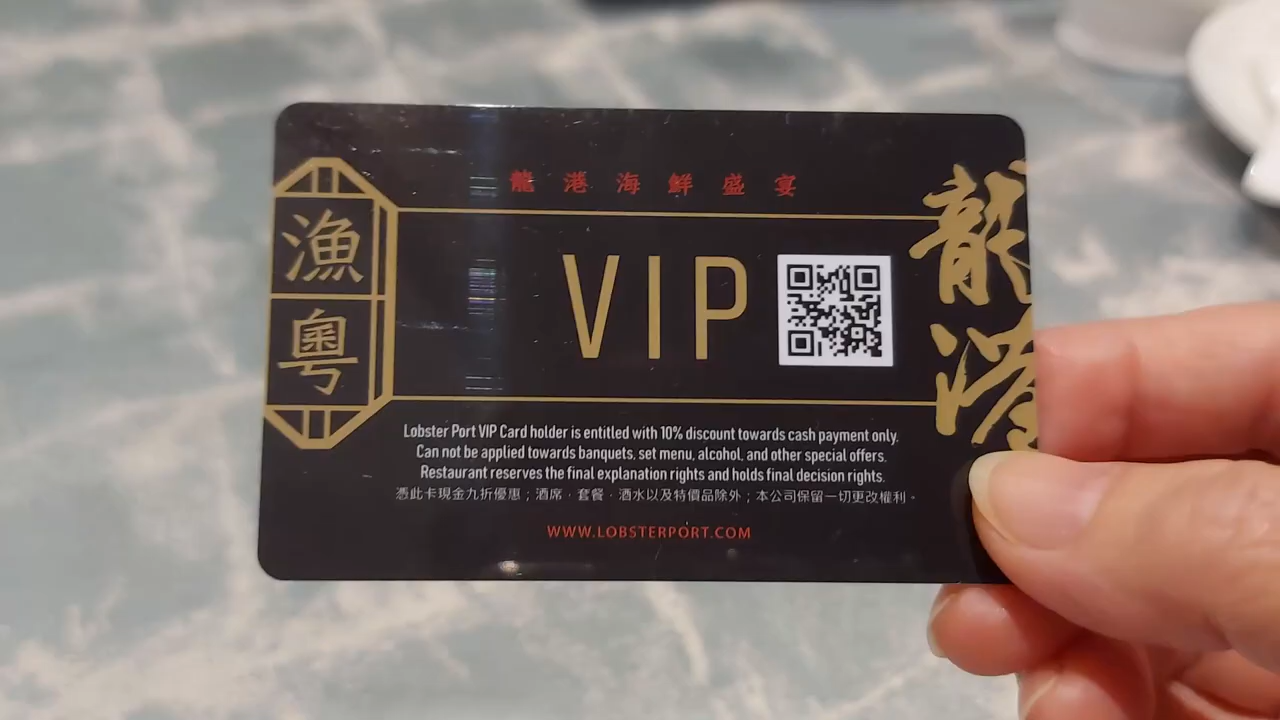 龍港海鮮盛宴
漁粵
VIP
龍港
Lobster Port VIP Card holder is entitled with 10% discount towards cash payment only.
Can not be applied towards banquets, set menu, alcohol, and other special offers.
Restaurant reserves the final explanation rights and holds final decision rights.
憑此卡現金九折優惠；酒席．套餐．酒水以及特價品除外；本公司保留一切更改權利。
WWW.LOBSTERPORT.COM